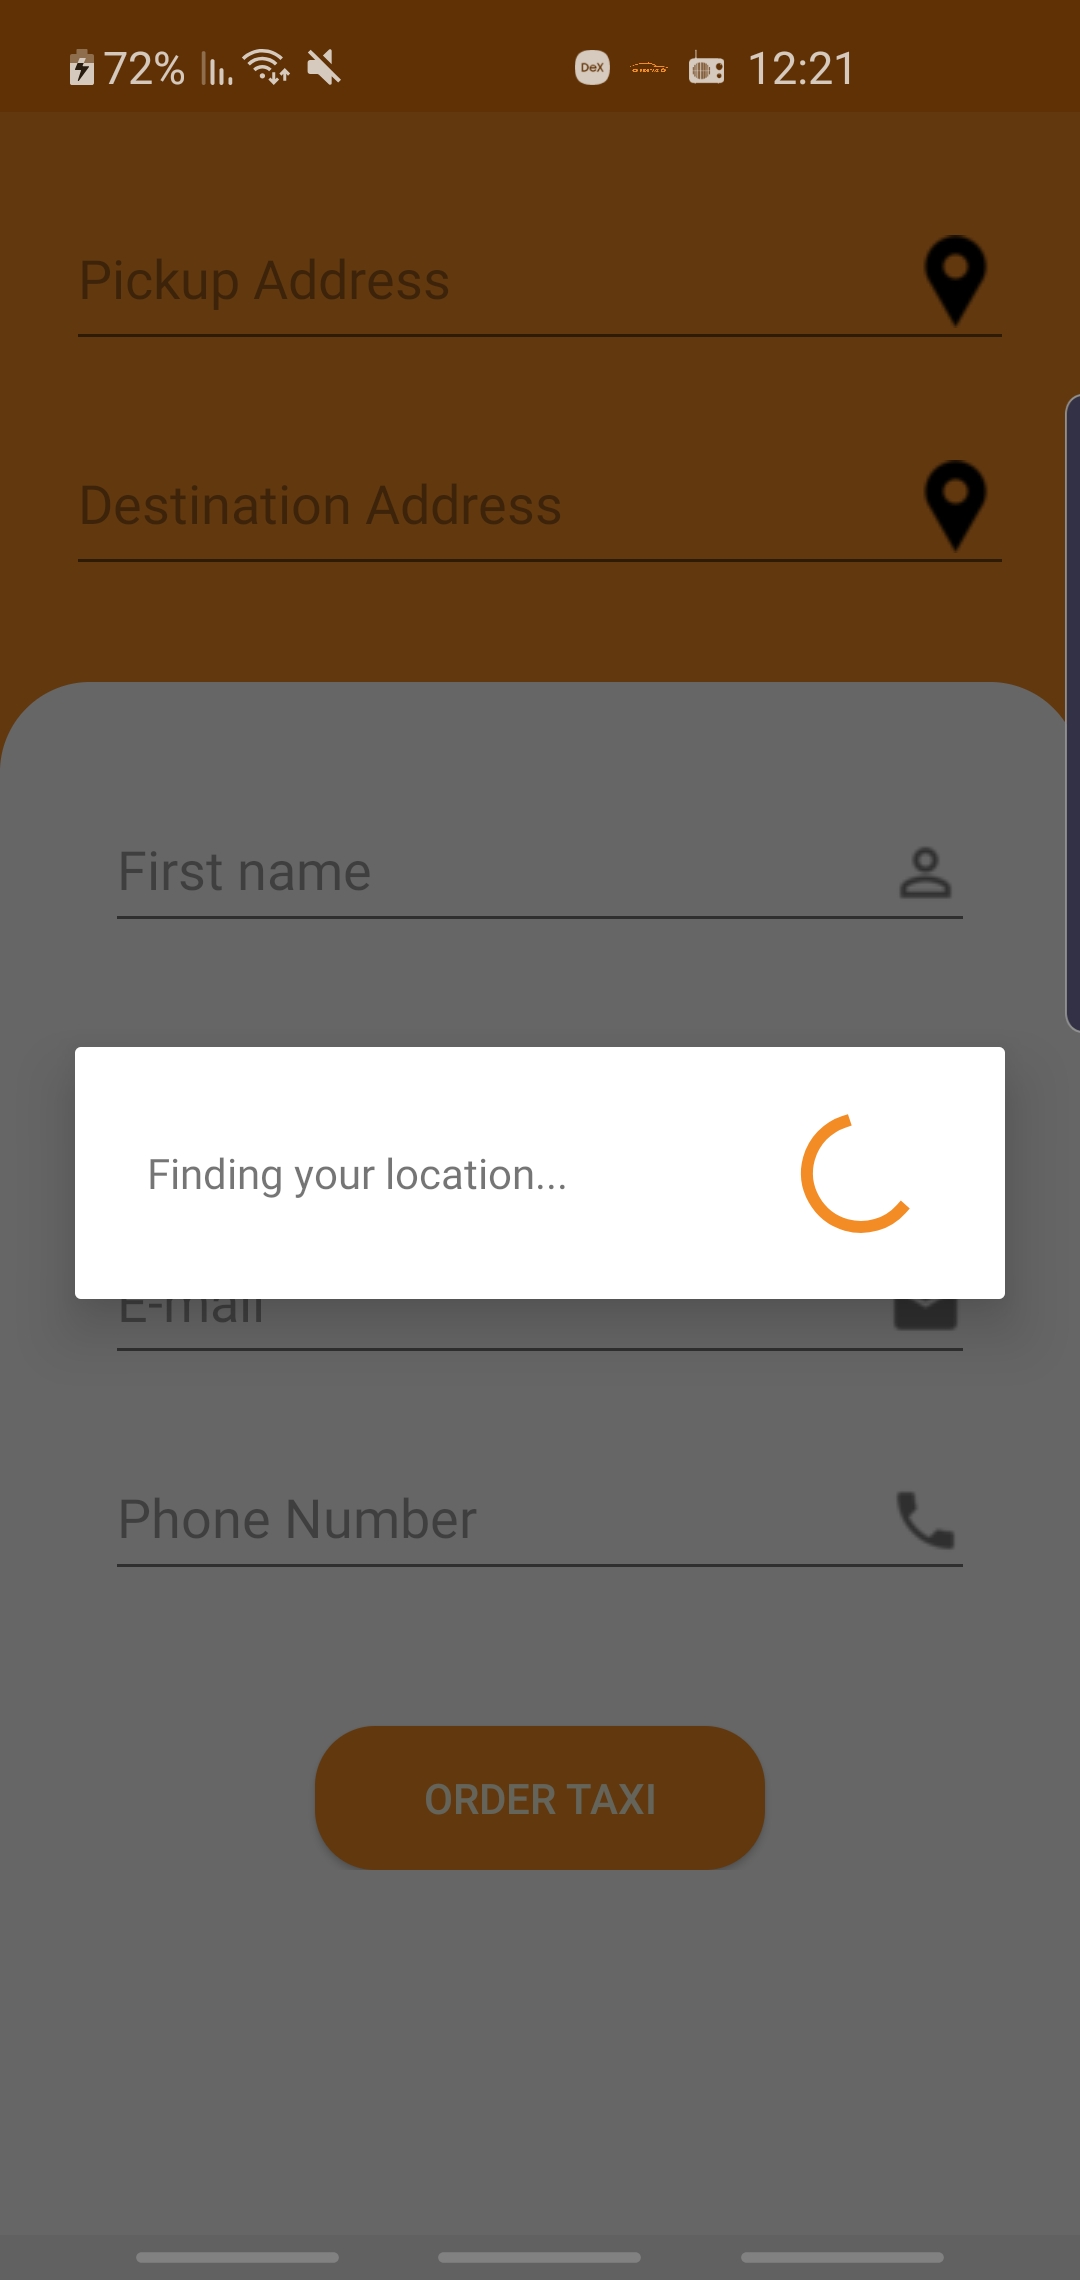 72%
DeX
12:21
Pickup Address
Destination Address
First name
Finding your location...
E-mail
Phone Number
ORDER TAXI